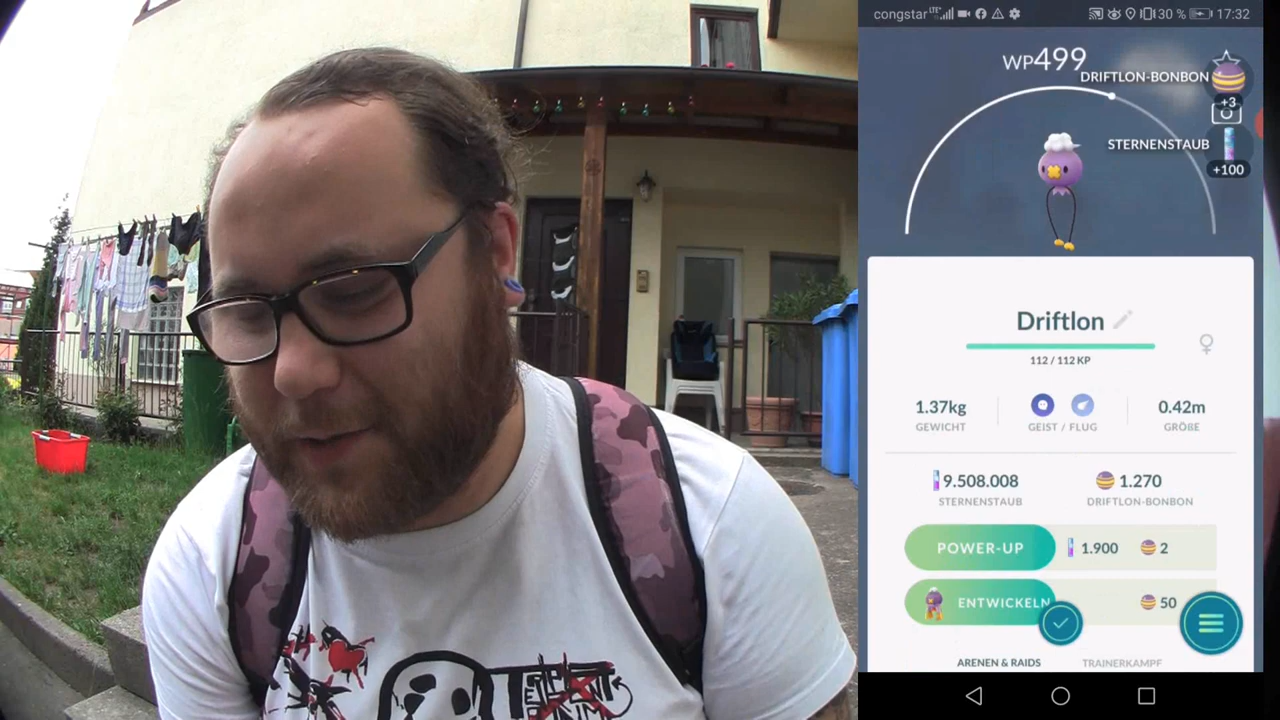 congstar LTE 30 % 17:32
WP499
DRIFTLON-BONBON
+3
STERNENSTAUB
+100
Driftlon
112 / 112 KP
1.37kg
GEWICHT
GEIST / FLUG
0.42m
GRÖßE
9.508.008
STERNENSTAUB
1.270
DRIFTLON-BONBON
POWER-UP
1.900
2
ENTWICKELN
50
ARENEN & RAIDS
TRAINERKAMPF